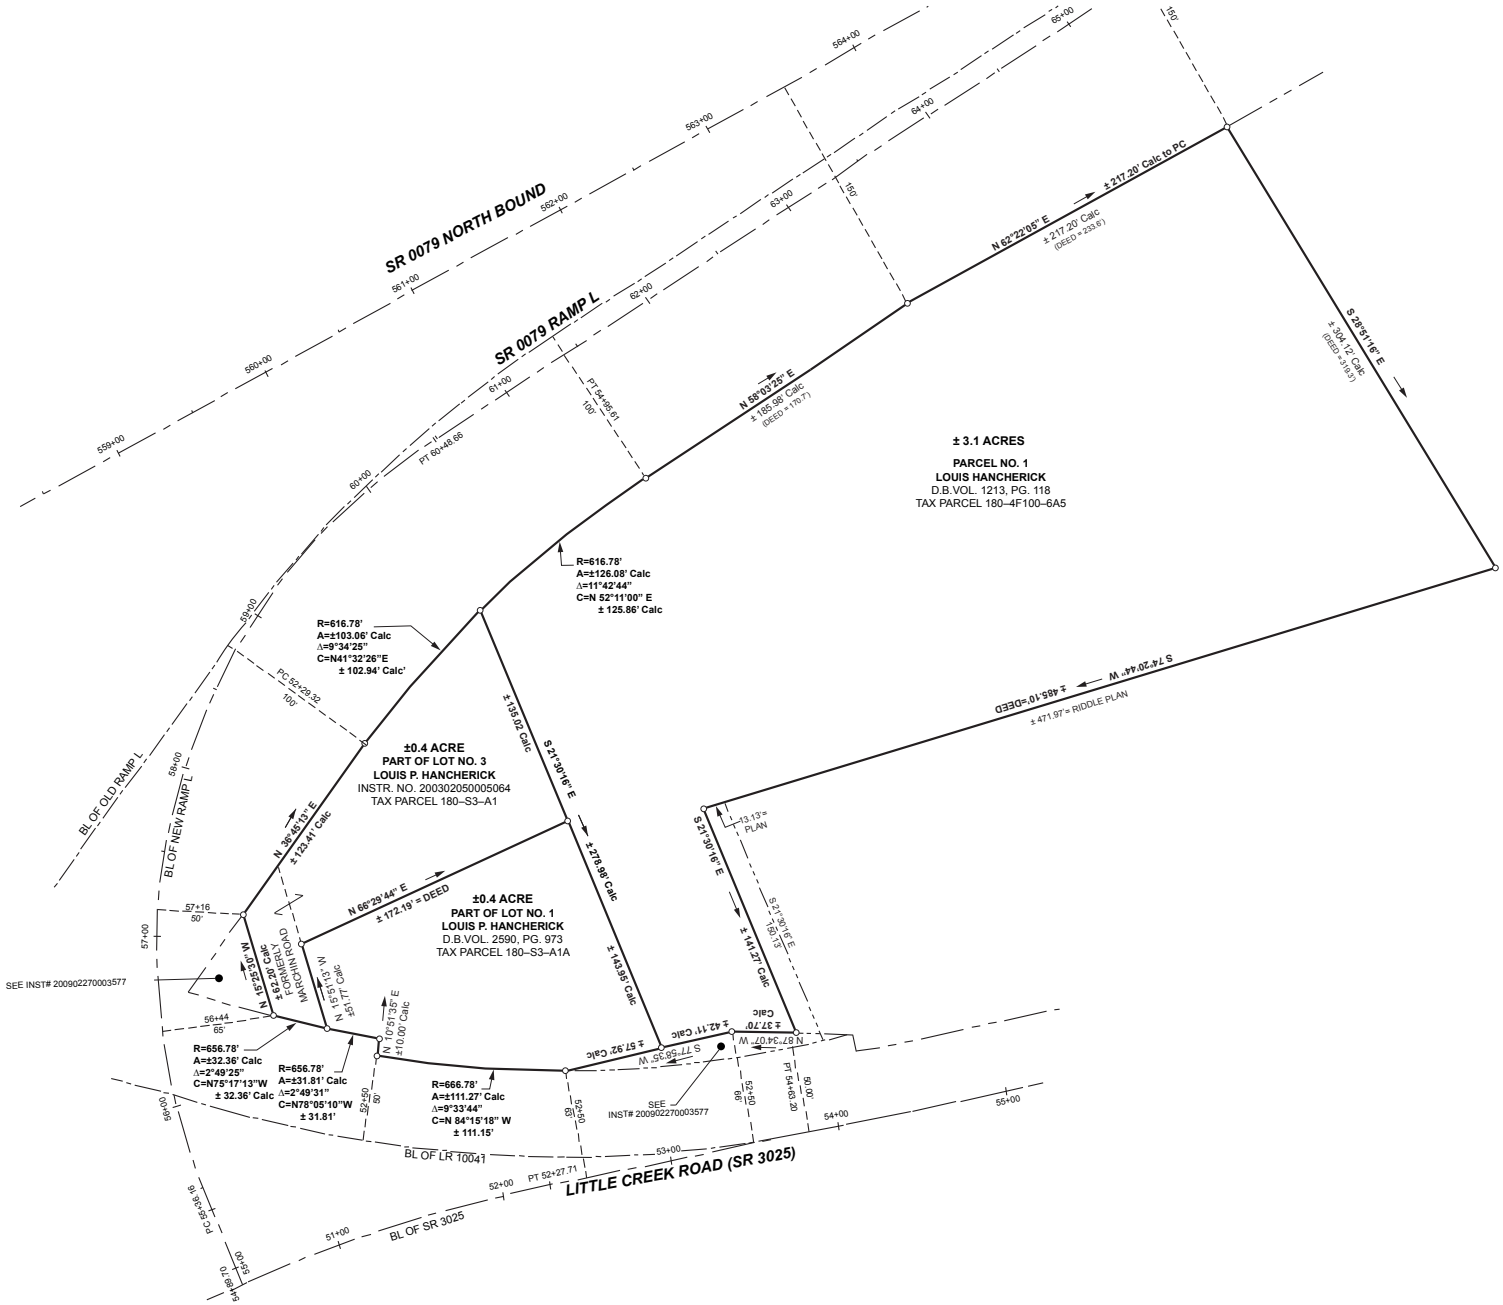 564+00
65+00
150'
563+00
64+00
SR 0079 NORTH BOUND
562+00
63+00
150'
561+00
SR 0079 RAMP L
62+00
N 62°22'05" E
± 217.20' Calc to PC
± 217.20' Calc
(DEED = 233.6')
560+00
61+00
PT 54+95.61
100'
559+00
PT 60+48.66
60+00
N 58°03'25" E
± 185.98' Calc
(DEED = 170.7')
S 28°51'16" E
± 304.12' Calc
(DEED = 319.3')
± 3.1 ACRES
PARCEL NO. 1
LOUIS HANCHERICK
D.B.VOL. 1213, PG. 118
TAX PARCEL 180–4F100–6A5
R=616.78'
A=±126.08' Calc
Δ=11°42'44"
C=N 52°11'00" E
± 125.86' Calc
59+00
R=616.78'
A=±103.06' Calc
Δ=9°34'25"
C=N41°32'26"E
± 102.94' Calc'
PC 52+29.32
100'
S 74°20'44" W
± 485.10'=DEED
± 471.97'= RIDDLE PLAN
± 135.02 Calc
S 21°30'16" E
± 278.98' Calc
± 143.95' Calc
±0.4 ACRE
PART OF LOT NO. 3
LOUIS P. HANCHERICK
INSTR. NO. 200302050005064
TAX PARCEL 180–S3–A1
58+00
BL OF OLD RAMP L
BL OF NEW RAMP L
N 36°45'13" E
± 123.41' Calc
13.13'=
PLAN
S 21°30'16" E
± 141.27' Calc
S 21°30'16" E
150.13'
N 66°29'44" E
± 172.19' = DEED
±0.4 ACRE
PART OF LOT NO. 1
LOUIS P. HANCHERICK
D.B.VOL. 2590, PG. 973
TAX PARCEL 180–S3–A1A
57+16
50'
57+00
N 15°25'30" W
± 62.20' Calc
FORMERLY
MARCHIN ROAD
N 15°51'13" W
±51.77' Calc
N 10°51'35" E
±10.00' Calc
SEE INST# 200902270003577
56+44
65'
± 57.92' Calc
± 42.11' Calc
S 77°58'35" W
± 37.70'
Calc
N 87°34'07" W
R=656.78'
A=±32.36' Calc
Δ=2°49'25"
C=N75°17'13"W
± 32.36' Calc
R=656.78'
A=±31.81' Calc
Δ=2°49'31"
C=N78°05'10"W
± 31.81'
52+50
50'
R=666.78'
A=±111.27' Calc
Δ=9°33'44"
C=N 84°15'18" W
± 111.15'
52+50
63'
SEE
INST# 200902270003577
52+50
66'
50.00'
PT 54+63.20
56+00
54+00
55+00
BL OF LR 10041
53+00
LITTLE CREEK ROAD (SR 3025)
PT 52+27.71
52+00
PC 55+36.16
51+00
BL OF SR 3025
55+00
54+89.70